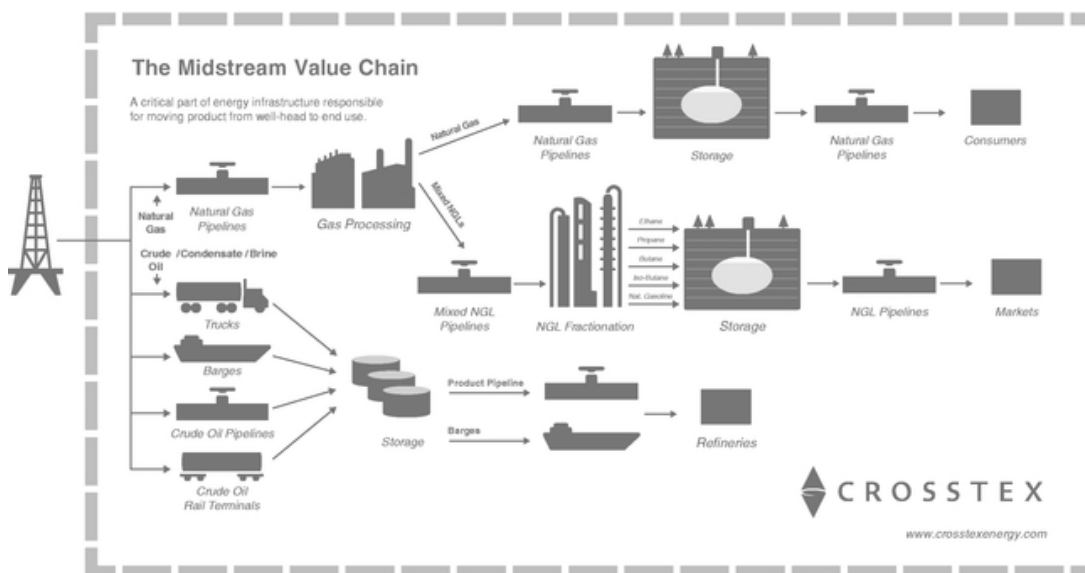 The Midstream Value Chain
A critical part of energy infrastructure responsible
for moving product from well-head to end use.
Natural Gas
Natural Gas
Pipelines
Storage
Natural Gas
Pipelines
Consumers
Natural
Gas
Natural Gas
Pipelines
Gas Processing
Mixed NGLs
Crude /Condensate / Brine
Oil
Trucks
Mixed NGL
Pipelines
NGL Fractionation
Ethane
Propane
Butane
Iso-Butane
Nat. Gasoline
Storage
NGL Pipelines
Markets
Barges
Crude Oil Pipelines
Crude Oil
Rail Terminals
Storage
Product Pipeline
Barges
Refineries
CROSSTEX
www.crosstexenergy.com